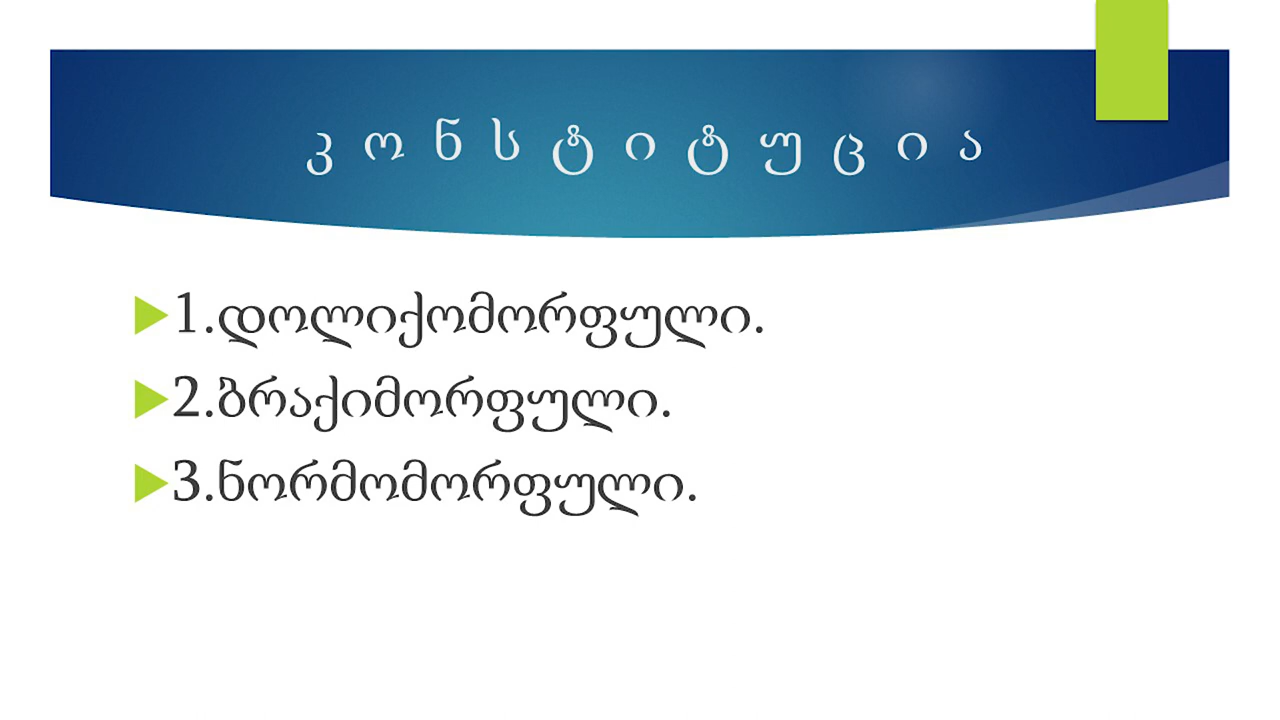 კ ო ნ ს ტ ი ტ უ ც ი ა
1.დოლიქომორფული.
2.ბრაქიმორფული.
3.ნორმომორფული.